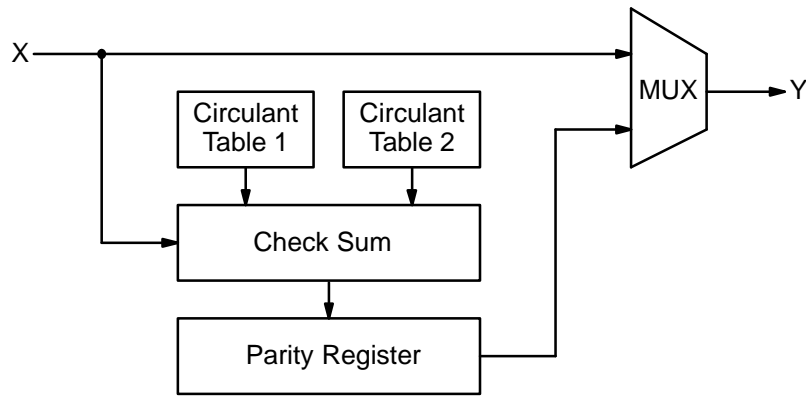 X
MUX
Y
Circulant
Table 1
Circulant
Table 2
Check Sum
Parity Register